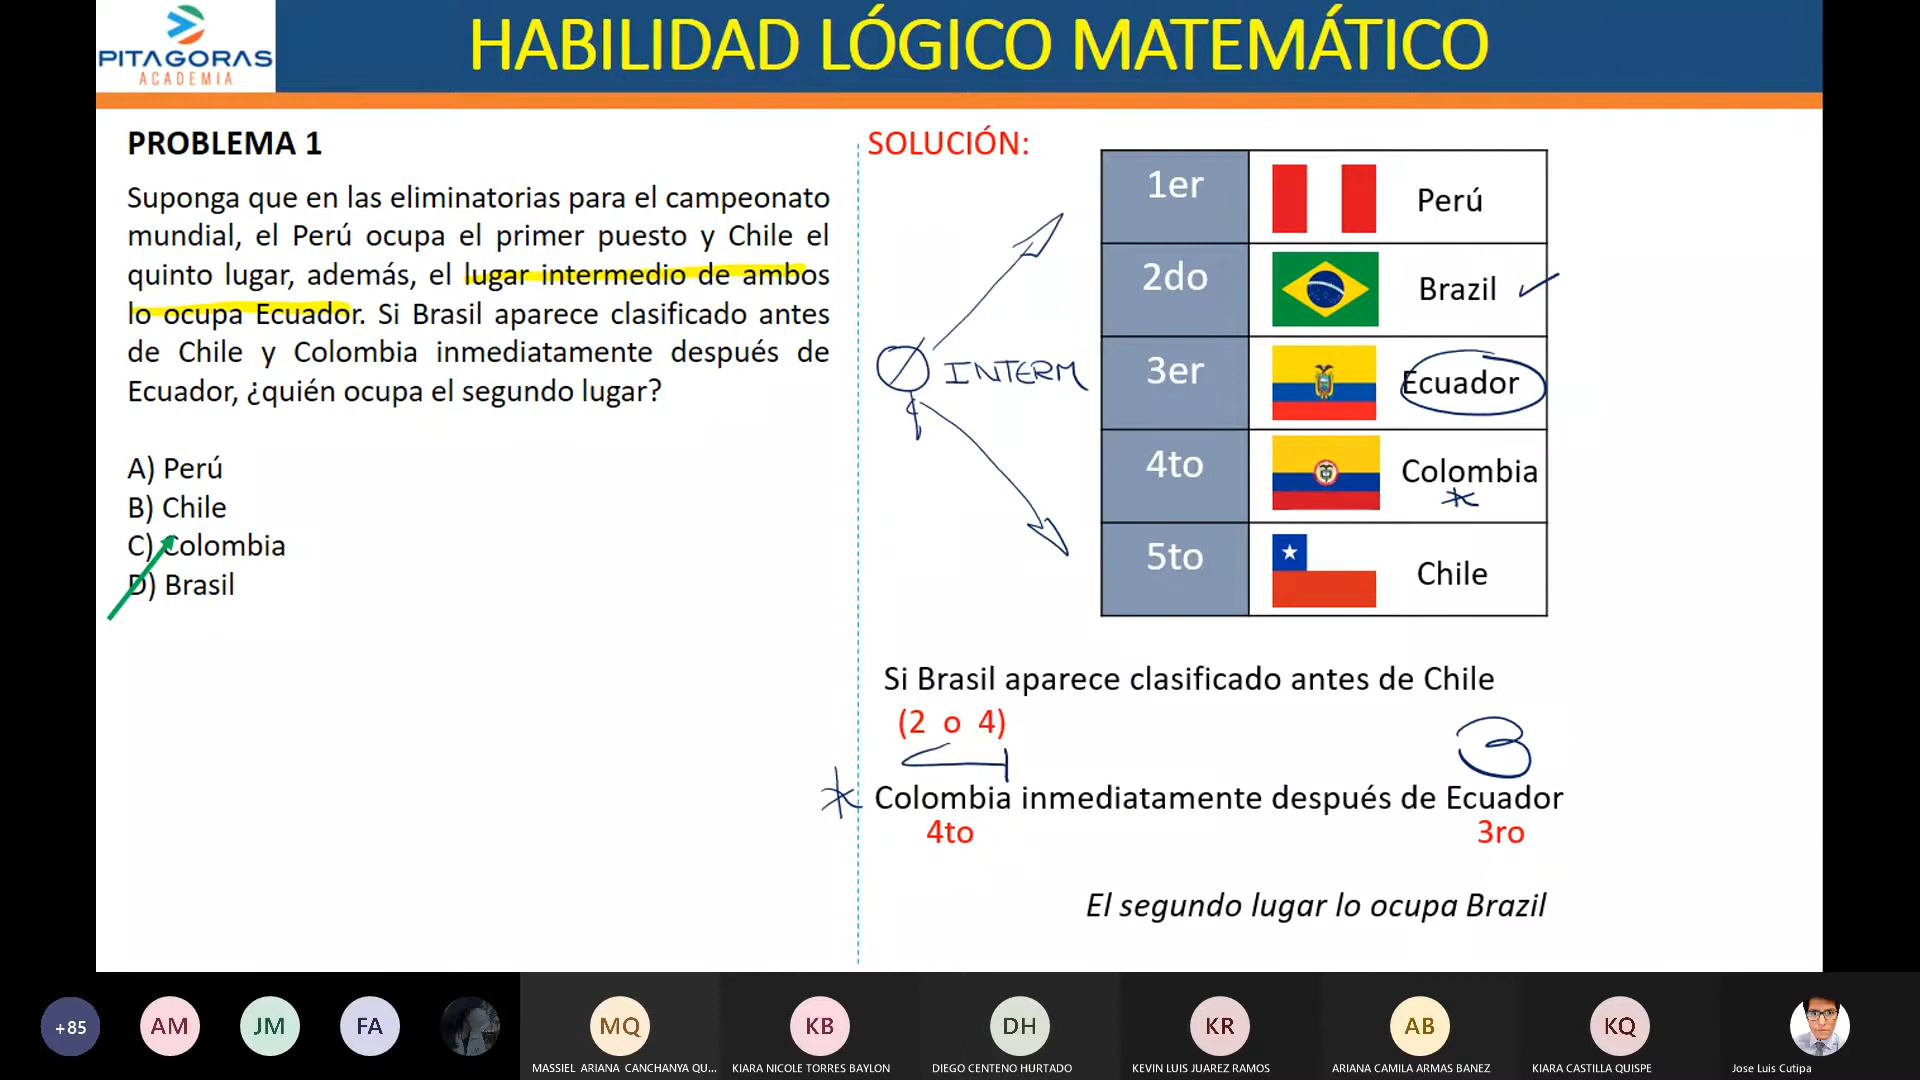 PITAGORAS
ACADEMIA
HABILIDAD LÓGICO MATEMÁTICO
PROBLEMA 1
Suponga que en las eliminatorias para el campeonato
mundial, el Perú ocupa el primer puesto y Chile el
quinto lugar, además, el lugar intermedio de ambos
lo ocupa Ecuador. Si Brasil aparece clasificado antes
de Chile y Colombia inmediatamente después de
Ecuador, ¿quién ocupa el segundo lugar?
A) Perú
B) Chile
C) Colombia
D) Brasil
SOLUCIÓN:
1er Perú
2do Brazil
INTERM
3er Ecuador
4to Colombia
5to Chile
Si Brasil aparece clasificado antes de Chile
(2 o 4)
3
Colombia inmediatamente después de Ecuador
4to 3ro
El segundo lugar lo ocupa Brazil
+85 AM JM FA MQ KB DH KR AB KQ
MASSIEL ARIANA CANCHANYA QU... KIARA NICOLE TORRES BAYLON DIEGO CENTENO HURTADO KEVIN LUIS JUAREZ RAMOS ARIANA CAMILA ARMAS BANEZ KIARA CASTILLA QUISPE Jose Luis Cutipa